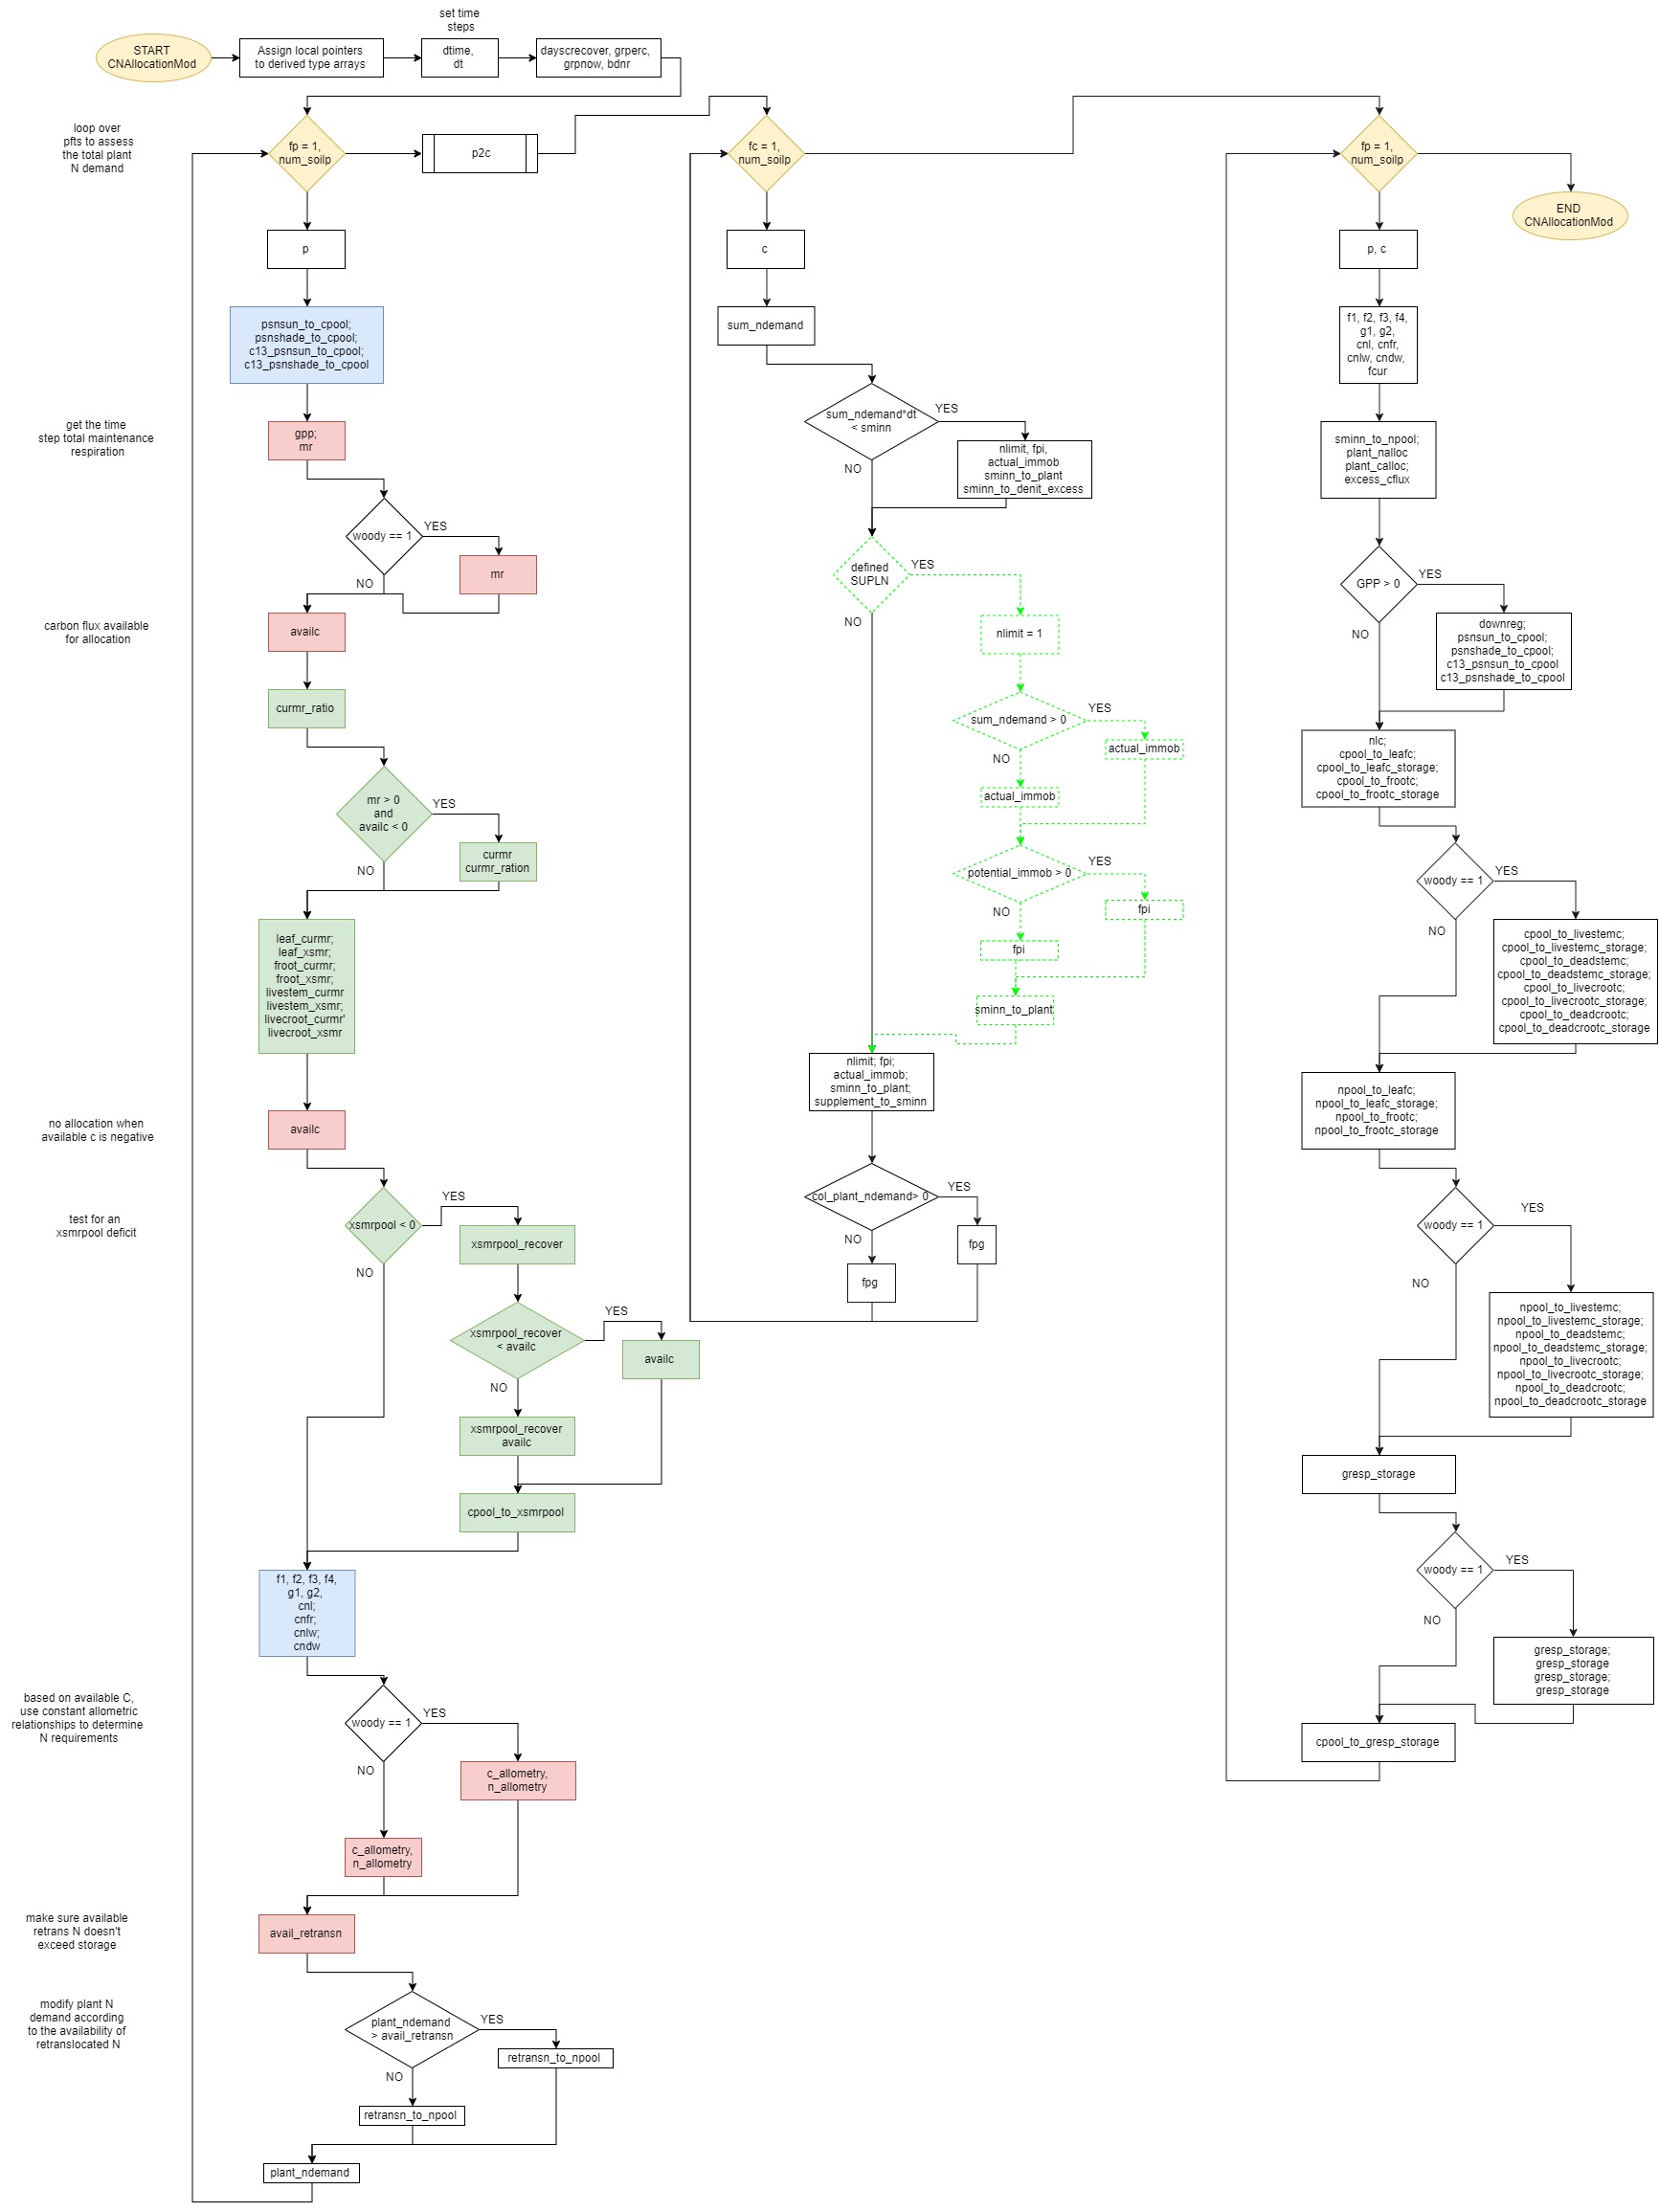 set time
steps
START
CNAllocationMod
Assign local pointers
to derived type arrays
dtime,
dt
dayscrecover, grperc,
grpnow, bdnr
loop over
pfts to assess
the total plant
N demand
fp = 1,
num_soilp
p2c
p
psnsun_to_cpool;
psnshade_to_cpool;
c13_psnsun_to_cpool;
c13_psnshade_to_cpool
get the time
step total maintenance
respiration
gpp;
mr
woody == 1
YES
NO
mr
carbon flux available
for allocation
availc
curmr_ratio
mr > 0
and
availc < 0
YES
NO
curmr
curmr_ration
leaf_curmr;
leaf_xsmr;
froot_curmr;
froot_xsmr;
livestem_curmr
livestem_xsmr;
livecroot_curmr'
livecroot_xsmr
no allocation when
available c is negative
availc
test for an
xsmrpool deficit
xsmrpool < 0
YES
NO
xsmrpool_recover
xsmrpool_recover
< availc
YES
NO
availc
xsmrpool_recover
availc
cpool_to_xsmrpool
f1, f2, f3, f4,
g1, g2,
cnl;
cnfr;
cnlw;
cndw
based on available C,
use constant allometric
relationships to determine
N requirements
woody == 1
YES
NO
c_allometry,
n_allometry
c_allometry,
n_allometry
make sure available
retrans N doesn't
exceed storage
avail_retransn
modify plant N
demand according
to the availability of
retranslocated N
plant_ndemand
> avail_retransn
YES
NO
retransn_to_npool
retransn_to_npool
plant_ndemand
fc = 1,
num_soilp
c
sum_ndemand
sum_ndemand*dt
< sminn
YES
NO
nlimit, fpi,
actual_immob
sminn_to_plant
sminn_to_denit_excess
defined
SUPLN
YES
NO
nlimit = 1
sum_ndemand > 0
YES
NO
actual_immob
actual_immob
potential_immob > 0
YES
NO
fpi
fpi
sminn_to_plant
nlimit; fpi;
actual_immob;
sminn_to_plant;
supplement_to_sminn
col_plant_ndemand> 0
YES
NO
fpg
fpg
fp = 1,
num_soilp
END
CNAllocationMod
p, c
f1, f2, f3, f4,
g1, g2,
cnl, cnfr,
cnlw, cndw,
fcur
sminn_to_npool;
plant_nalloc
plant_calloc;
excess_cflux
GPP > 0
YES
NO
downreg;
psnsun_to_cpool;
psnshade_to_cpool;
c13_psnsun_to_cpool
c13_psnshade_to_cpool
nlc;
cpool_to_leafc;
cpool_to_leafc_storage;
cpool_to_frootc;
cpool_to_frootc_storage
woody == 1
YES
NO
cpool_to_livestemc;
cpool_to_livestemc_storage;
cpool_to_deadstemc;
cpool_to_deadstemc_storage;
cpool_to_livecrootc;
cpool_to_livecrootc_storage;
cpool_to_deadcrootc;
cpool_to_deadcrootc_storage
npool_to_leafc;
npool_to_leafc_storage;
npool_to_frootc;
npool_to_frootc_storage
woody == 1
YES
NO
npool_to_livestemc;
npool_to_livestemc_storage;
npool_to_deadstemc;
npool_to_deadstemc_storage;
npool_to_livecrootc;
npool_to_livecrootc_storage;
npool_to_deadcrootc;
npool_to_deadcrootc_storage
gresp_storage
woody == 1
YES
NO
gresp_storage;
gresp_storage
gresp_storage;
gresp_storage
cpool_to_gresp_storage